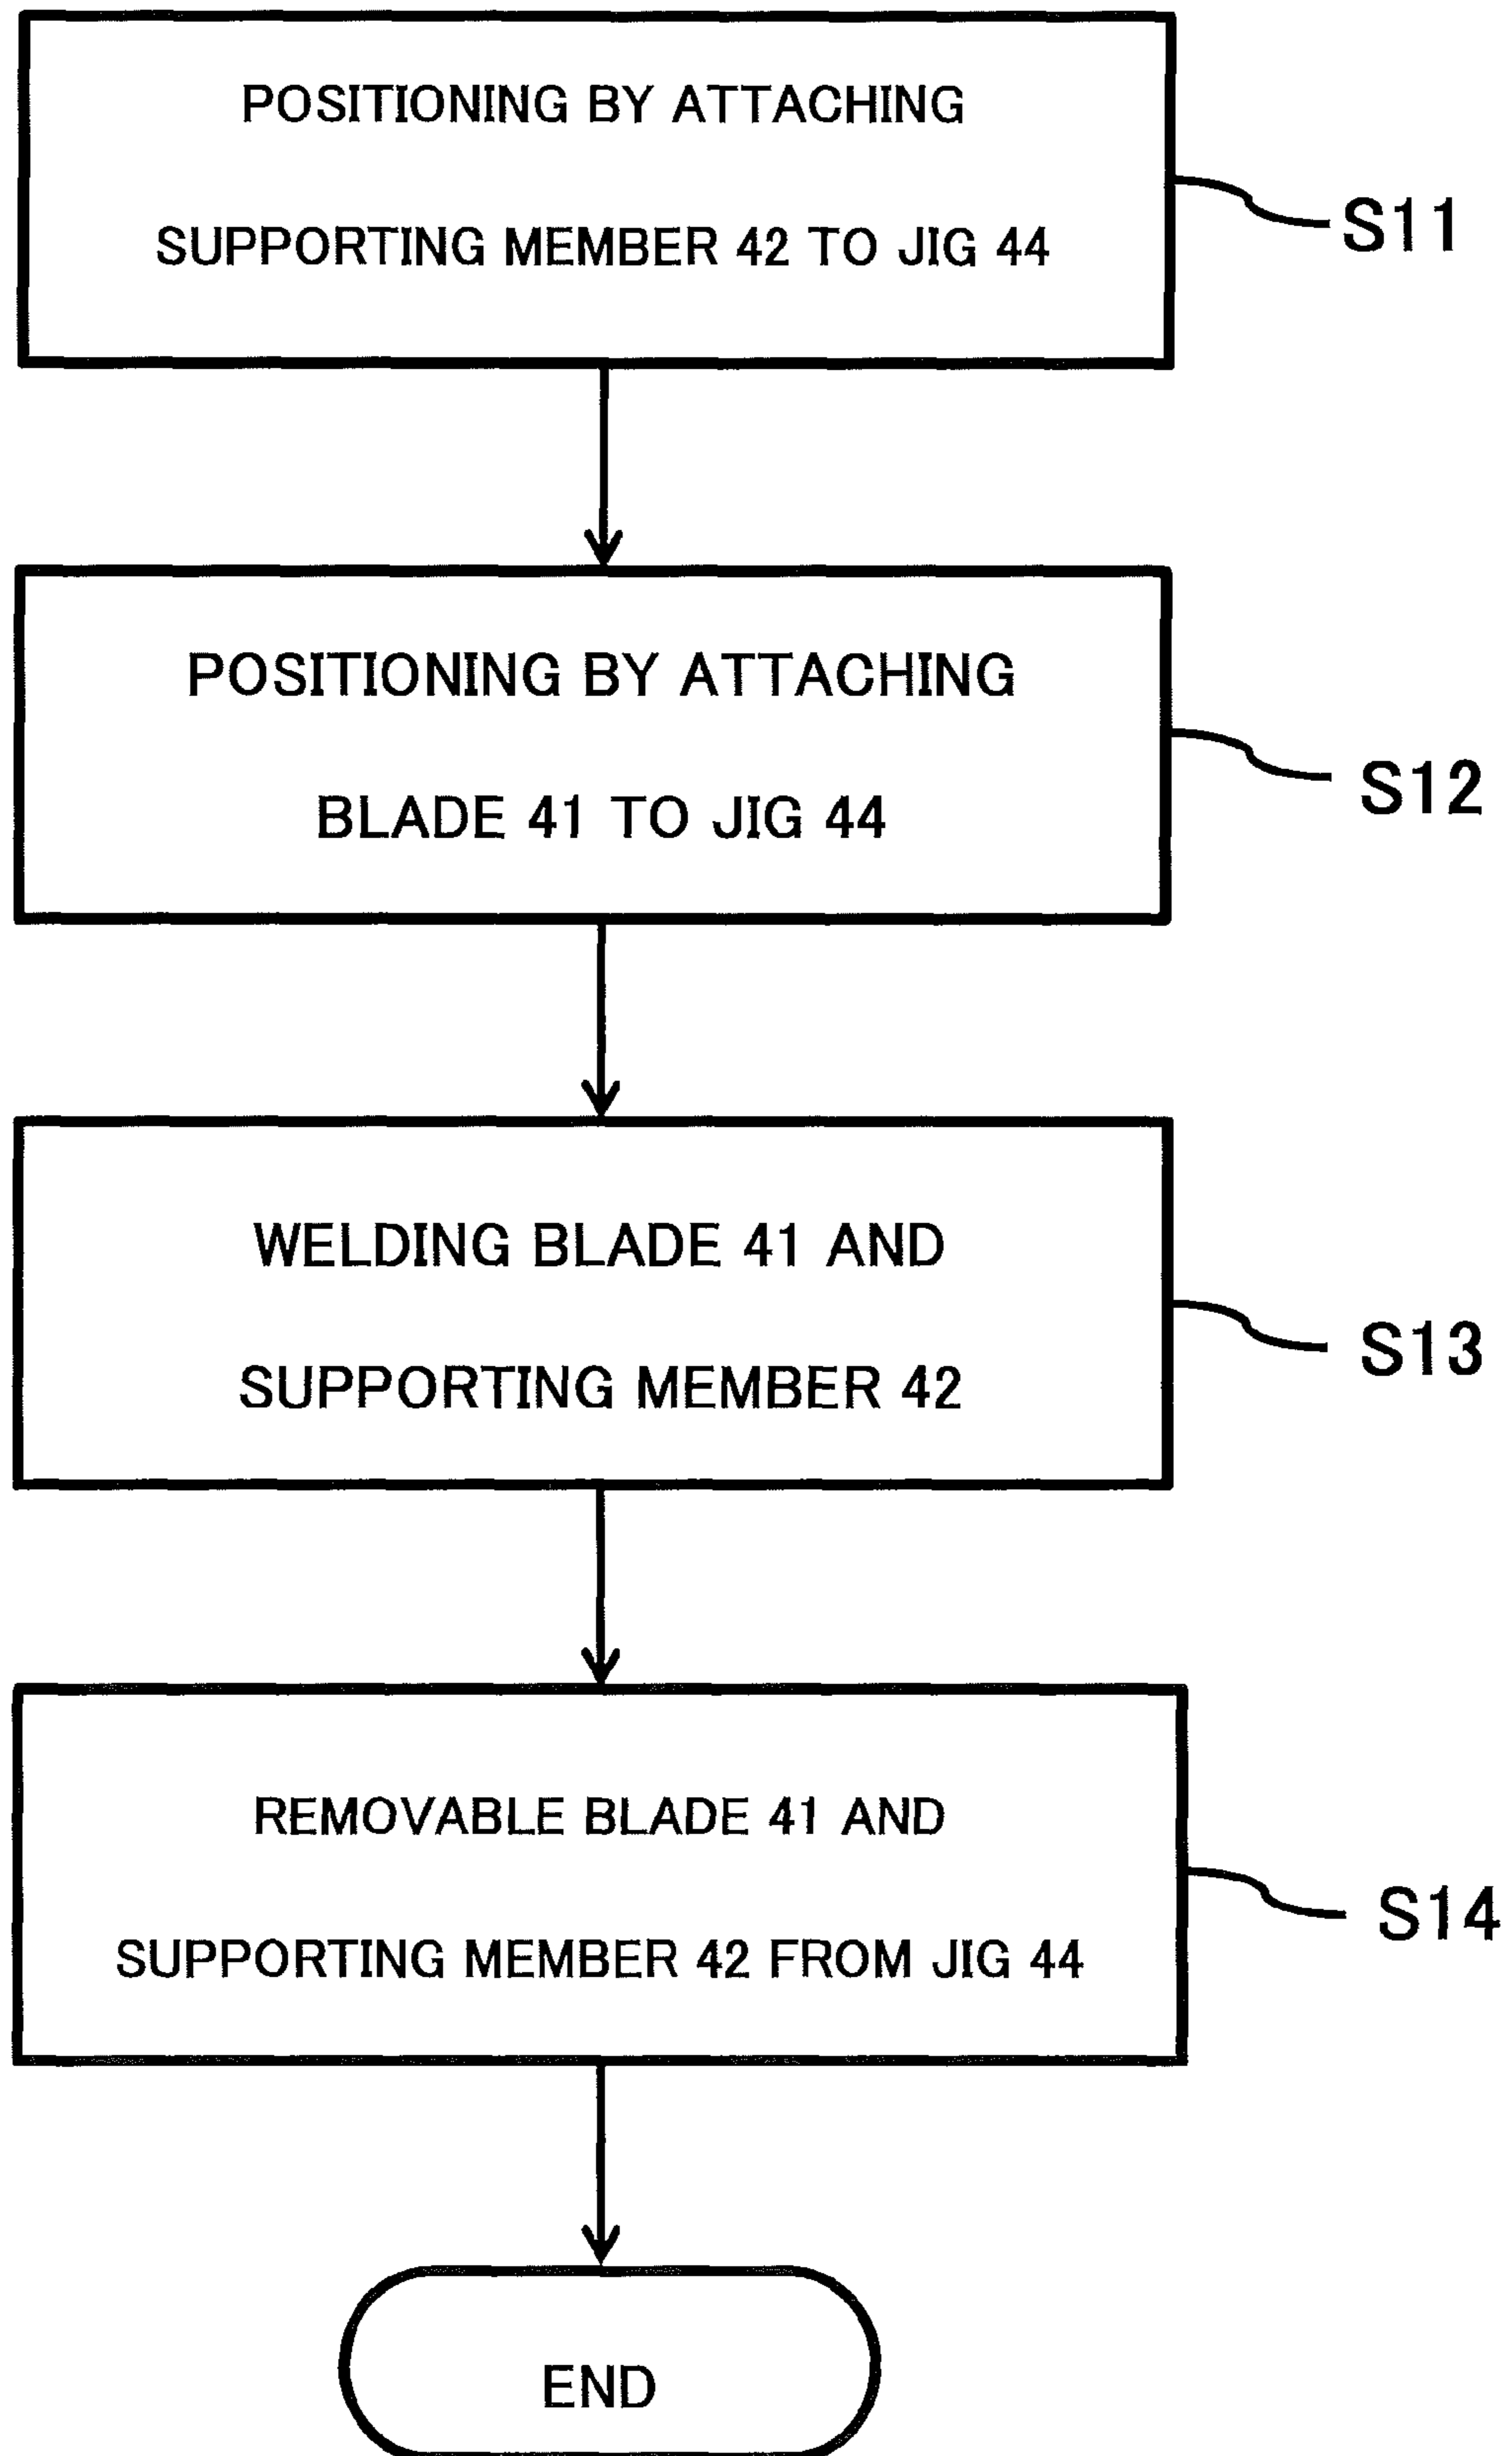 POSITIONING BY ATTACHING
SUPPORTING MEMBER 42 TO JIG 44
S11
POSITIONING BY ATTACHING
BLADE 41 TO JIG 44
S12
WELDING BLADE 41 AND
SUPPORTING MEMBER 42
S13
REMOVABLE BLADE 41 AND
SUPPORTING MEMBER 42 FROM JIG 44
S14
END